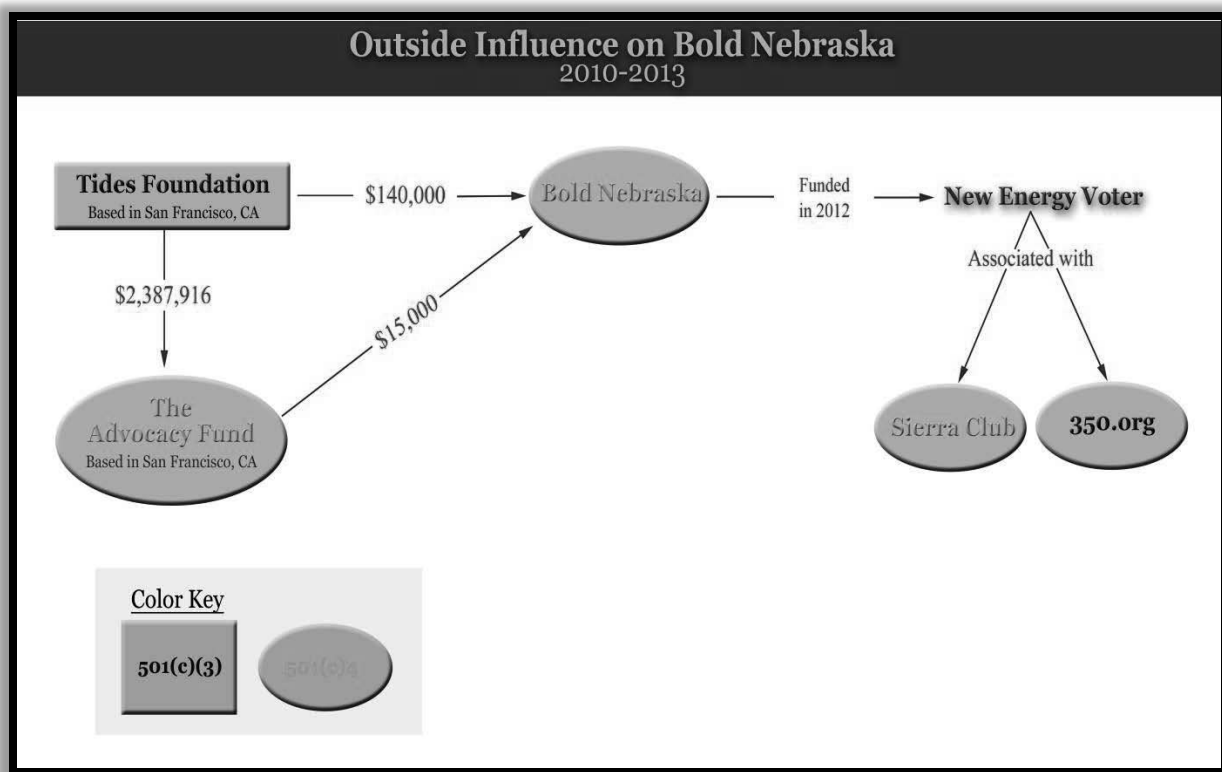 Outside Influence on Bold Nebraska
2010-2013
Tides Foundation
Based in San Francisco, CA
$140,000
Bold Nebraska
Funded
in 2012
New Energy Voter
Associated with
$2,387,916
$15,000
The
Advocacy Fund
Based in San Francisco, CA
Sierra Club
350.org
Color Key
501(c)(3)
501(c)4